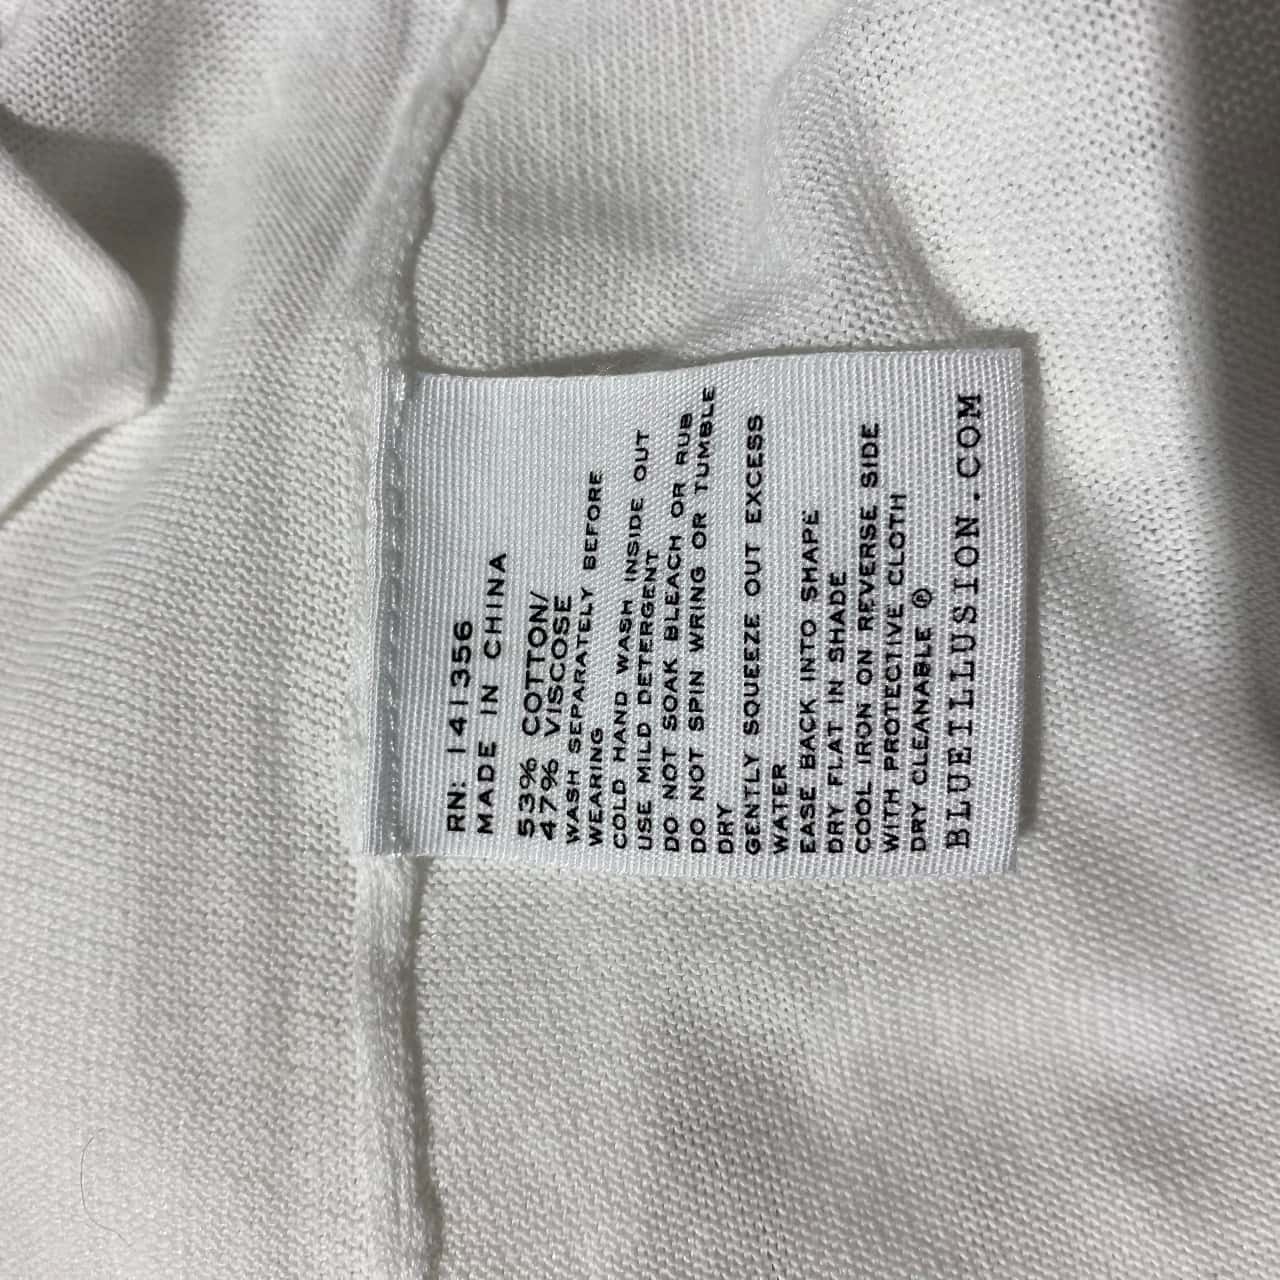 RN: 141356
MADE IN CHINA
53% COTTON/
47% VISCOSE
WASH SEPARATELY BEFORE
WEARING
COLD HAND WASH INSIDE OUT
USE MILD DETERGENT
DO NOT SOAK BLEACH OR RUB
DO NOT SPIN WRING OR TUMBLE
DRY
GENTLY SQUEEZE OUT EXCESS
WATER
EASE BACK INTO SHAPE
DRY FLAT IN SHADE
COOL IRON ON REVERSE SIDE
WITH PROTECTIVE CLOTH
DRY CLEANABLE Ⓟ
BLUEILLUSION.COM